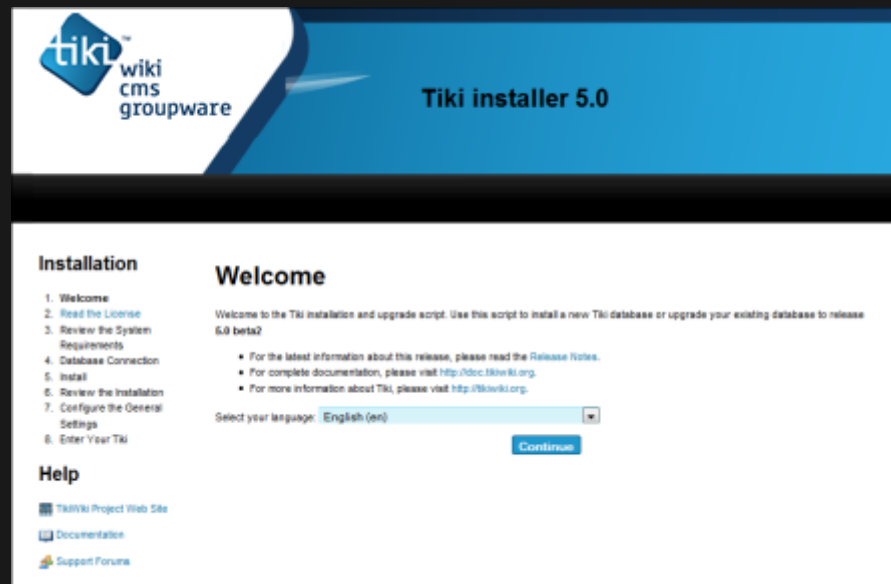 tiki™
wiki
cms
groupware
Tiki installer 5.0
Installation
1. Welcome
2. Read the License
3. Review the System
Requirements
4. Database Connection
5. Install
6. Review the Installation
7. Configure the General
Settings
8. Enter Your Tiki
Help
TikiWiki Project Web Site
Documentation
Support Forums
Welcome
Welcome to the Tiki installation and upgrade script. Use this script to install a new Tiki database or upgrade your existing database to release
5.0 beta2
• For the latest information about this release, please read the Release Notes.
• For complete documentation, please visit http://doc.tikiwiki.org.
• For more information about Tiki, please visit http://tikiwiki.org.
Select your language: English (en)
Continue